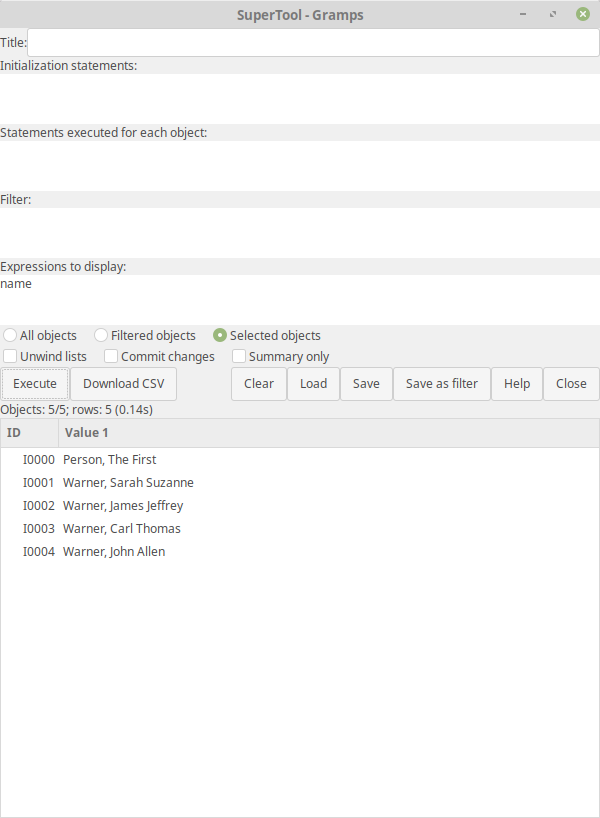 SuperTool - Gramps
Title:
Initialization statements:
Statements executed for each object:
Filter:
Expressions to display:
name
All objects Filtered objects Selected objects
Unwind lists Commit changes Summary only
Execute Download CSV Clear Load Save Save as filter Help Close
Objects: 5/5; rows: 5 (0.14s)
ID Value 1
I0000 Person, The First
I0001 Warner, Sarah Suzanne
I0002 Warner, James Jeffrey
I0003 Warner, Carl Thomas
I0004 Warner, John Allen